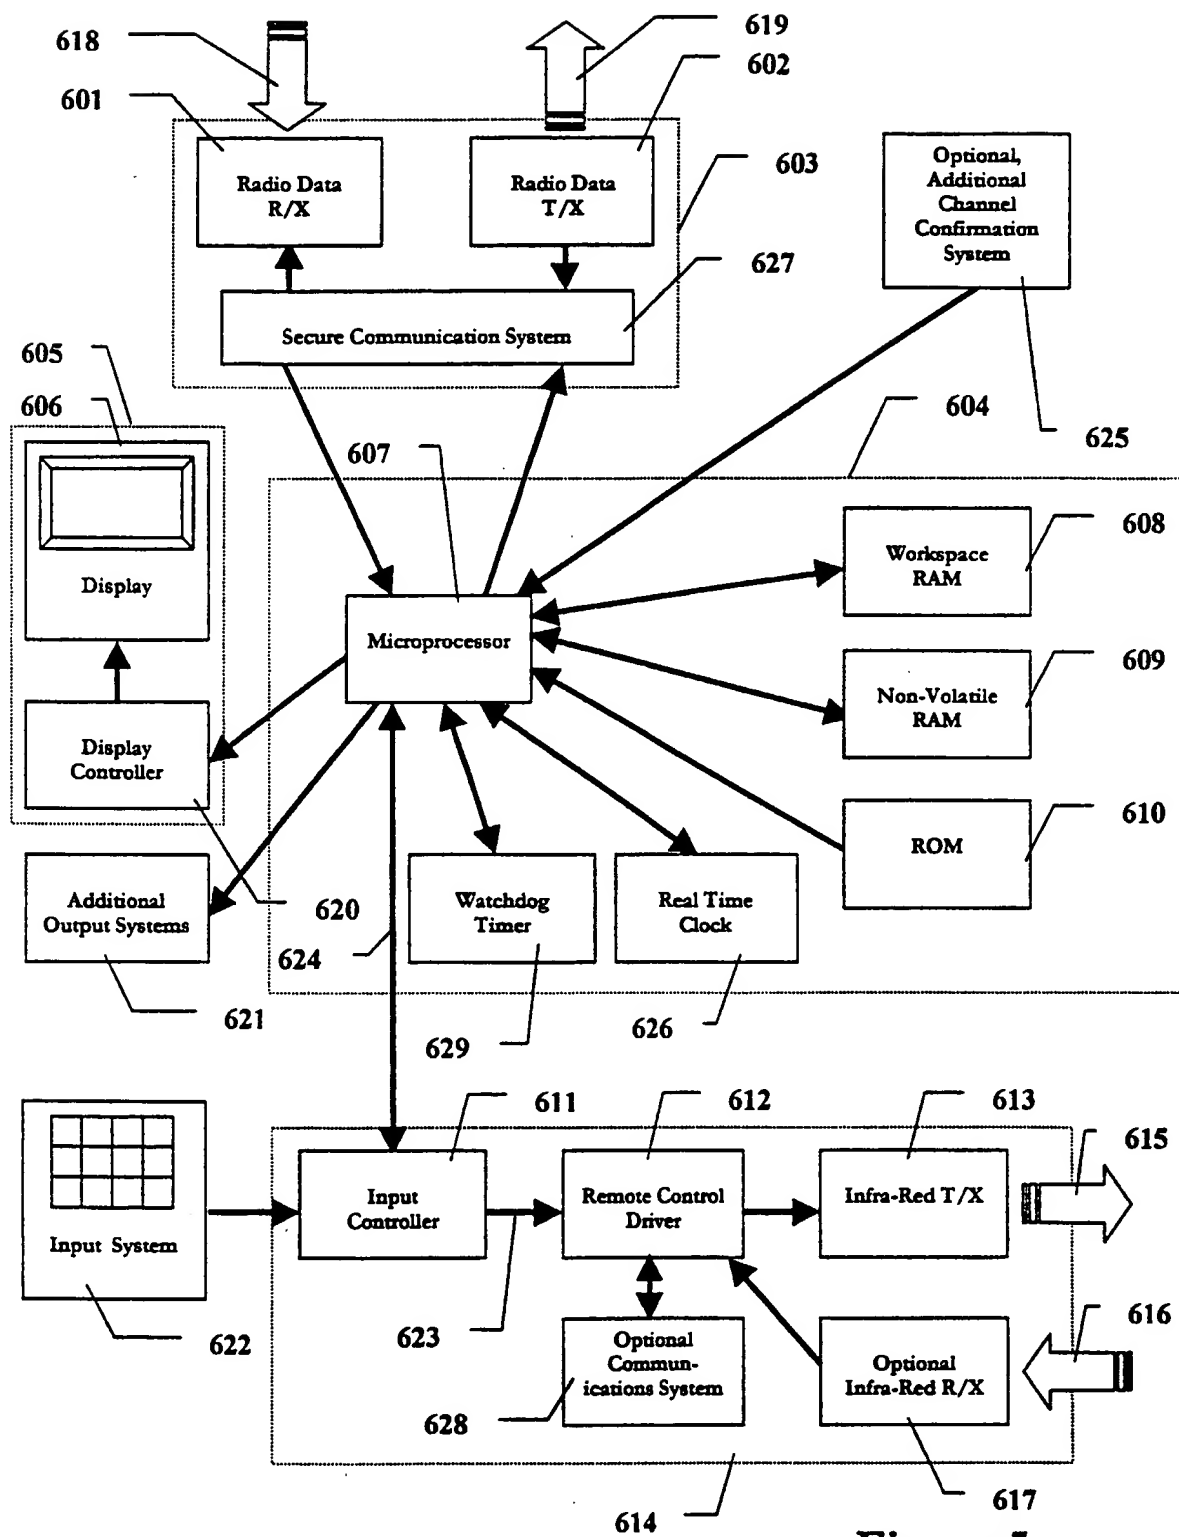 618
619
602
601
603
Radio Data
R/X
Radio Data
T/X
Optional,
Additional
Channel
Confirmation
System
627
Secure Communication System
605
606
604
625
607
608
Display
Workspace
RAM
Microprocessor
609
Non-Volatile
RAM
Display
Controller
610
ROM
Additional
Output Systems
620
624
Watchdog
Timer
Real Time
Clock
621
626
629
611
612
613
615
Input
Controller
Remote Control
Driver
Infra-Red T/X
Input System
622
623
616
Optional
Commun-
ications System
Optional
Infra-Red R/X
628
617
614